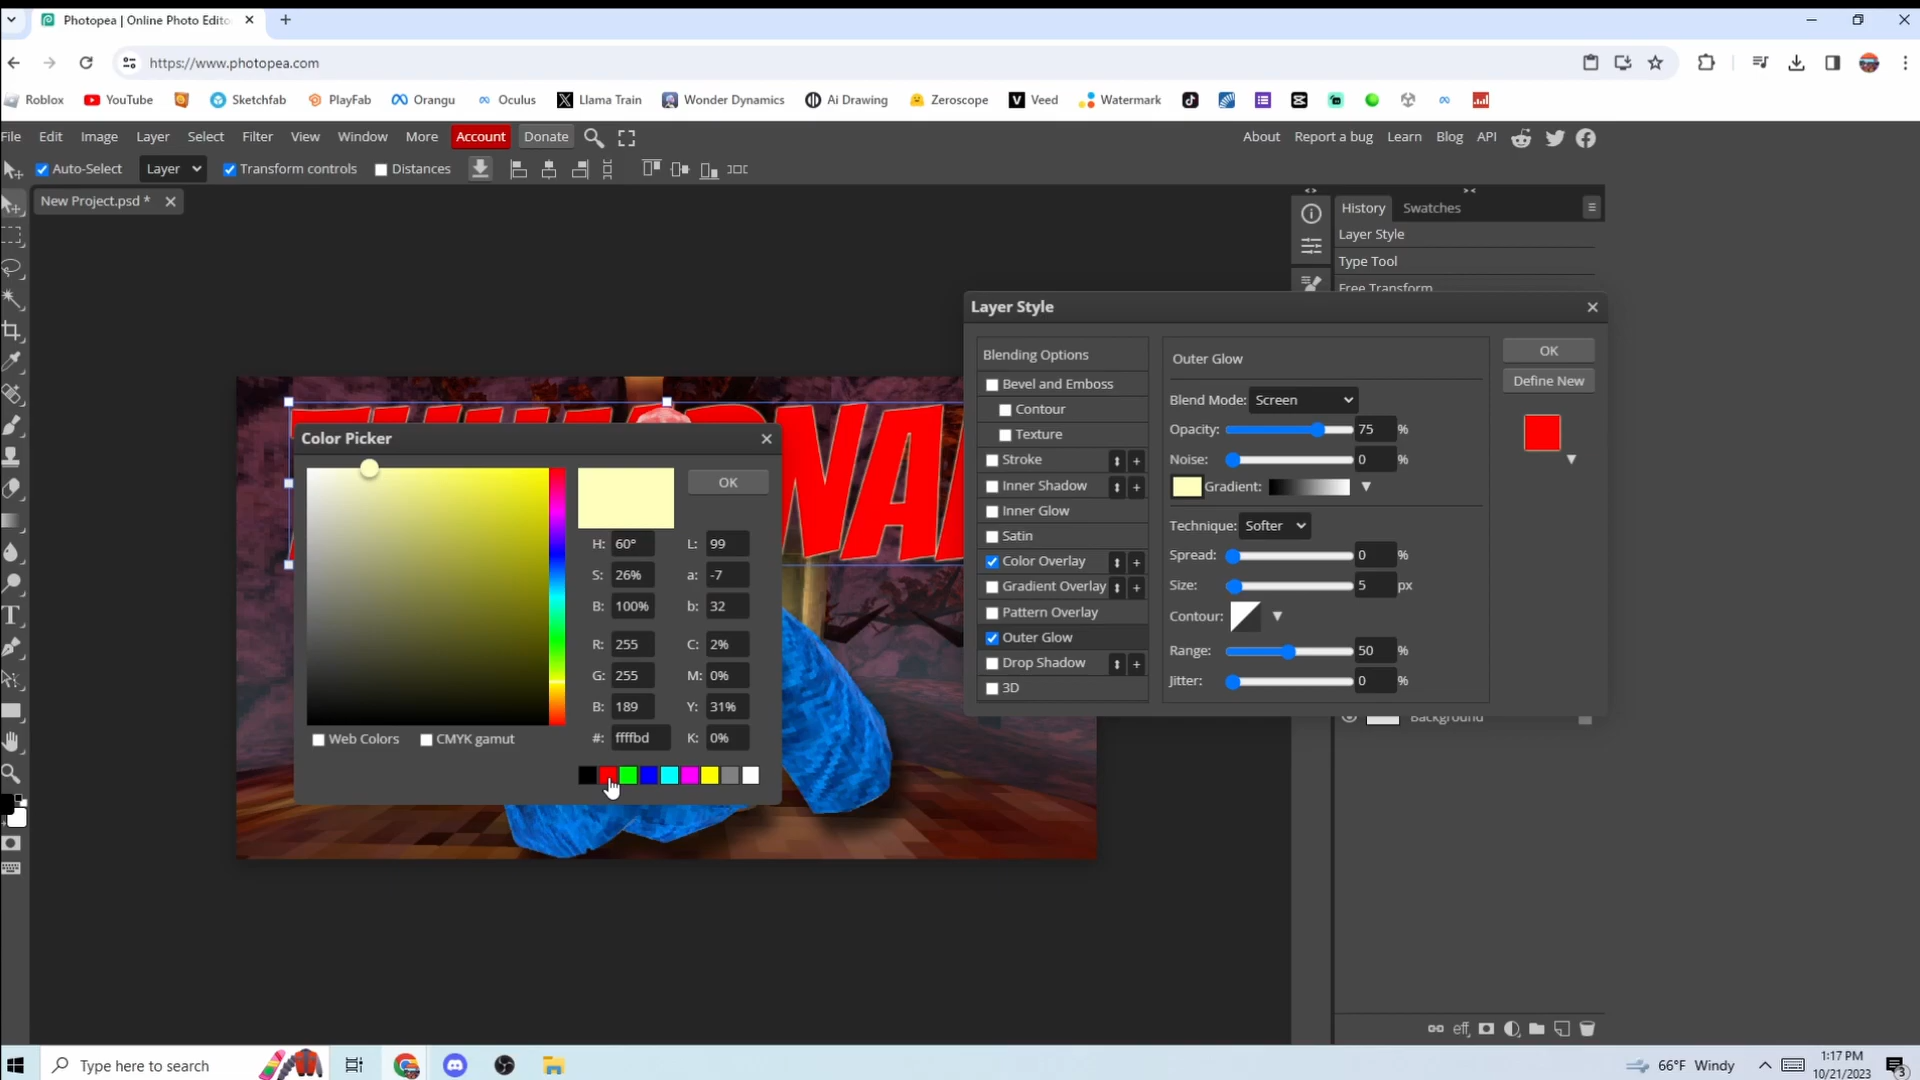 Photopea | Online Photo Edito
https://www.photopea.com
Roblox YouTube Sketchfab PlayFab Orangu Oculus Llama Train Wonder Dynamics Ai Drawing Zeroscope Veed Watermark
File Edit Image Layer Select Filter View Window More Account Donate About Report a bug Learn Blog API
Auto-Select Layer Transform controls Distances
New Project.psd *
History Swatches
Layer Style
Type Tool
Free Transform
Layer Style
Blending Options
Bevel and Emboss
Contour
Texture
Stroke
Inner Shadow
Inner Glow
Satin
Color Overlay
Gradient Overlay
Pattern Overlay
Outer Glow
Drop Shadow
3D
Outer Glow
Blend Mode: Screen
Opacity: 75 %
Noise: 0 %
Gradient:
Technique: Softer
Spread: 0 %
Size: 5 px
Contour:
Range: 50 %
Jitter: 0 %
OK
Define New
Background
Color Picker
OK
H: 60° L: 99
S: 26% a: -7
B: 100% b: 32
R: 255 C: 2%
G: 255 M: 0%
B: 189 Y: 31%
#: ffffbd K: 0%
Web Colors CMYK gamut
eff
Type here to search
66°F Windy
1:17 PM
10/21/2023
3